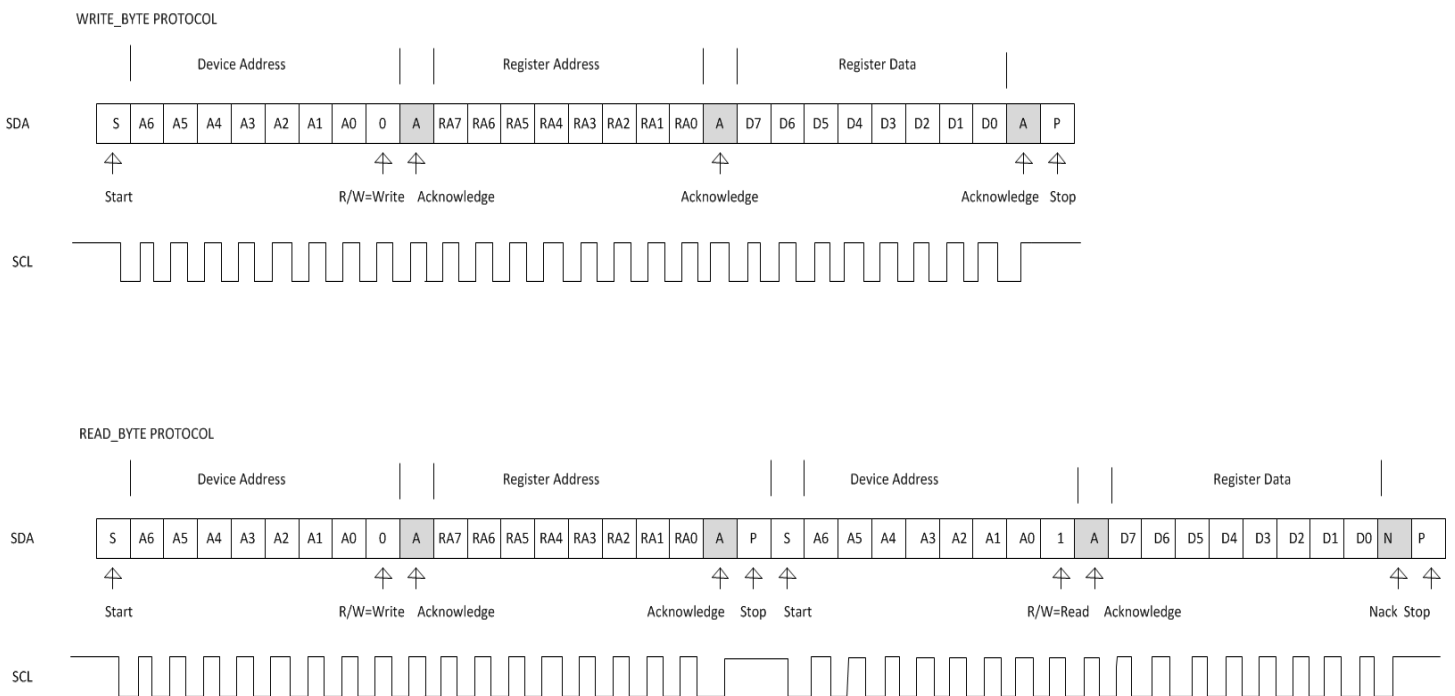 WRITE_BYTE PROTOCOL
Device Address Register Address Register Data
SDA S A6 A5 A4 A3 A2 A1 A0 0 A RA7 RA6 RA5 RA4 RA3 RA2 RA1 RA0 A D7 D6 D5 D4 D3 D2 D1 D0 A P
Start R/W=Write Acknowledge Acknowledge Acknowledge Stop
SCL
READ_BYTE PROTOCOL
Device Address Register Address Device Address Register Data
SDA S A6 A5 A4 A3 A2 A1 A0 0 A RA7 RA6 RA5 RA4 RA3 RA2 RA1 RA0 A P S A6 A5 A4 A3 A2 A1 A0 1 A D7 D6 D5 D4 D3 D2 D1 D0 N P
Start R/W=Write Acknowledge Acknowledge Stop Start R/W=Read Acknowledge Nack Stop
SCL